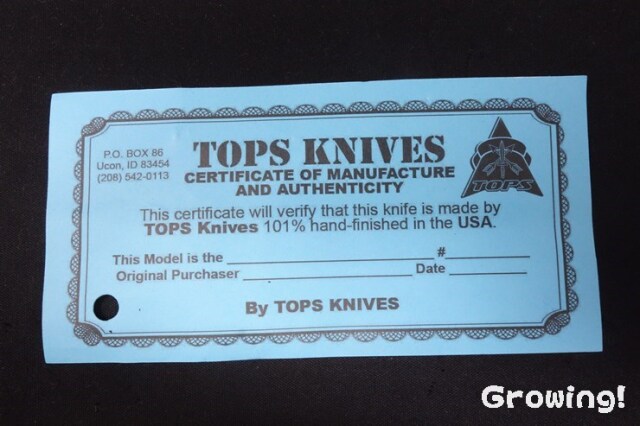 P.O. BOX 86
Ucon, ID 83454
(208) 542-0113
TOPS KNIVES
CERTIFICATE OF MANUFACTURE
AND AUTHENTICITY
TOPS
This certificate will verify that this knife is made by
TOPS Knives 101% hand-finished in the USA.
This Model is the #
Original Purchaser Date
By TOPS KNIVES
Growing!